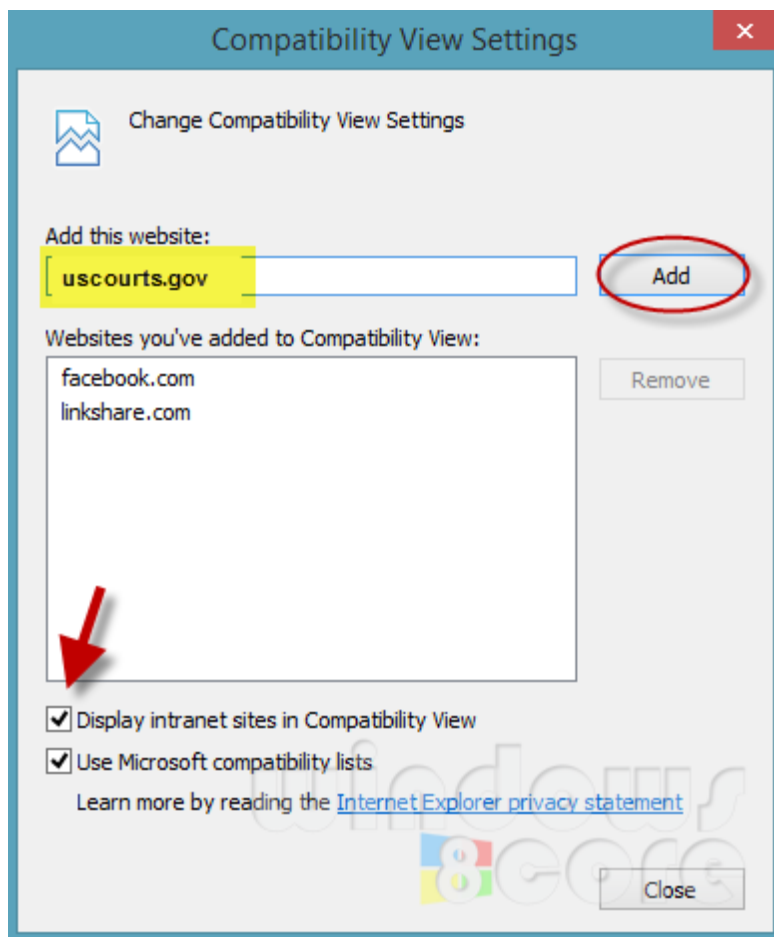 Compatibility View Settings
Change Compatibility View Settings
Add this website:
uscourts.gov
Add
Websites you've added to Compatibility View:
facebook.com
linkshare.com
Remove
Display intranet sites in Compatibility View
Use Microsoft compatibility lists
Learn more by reading the Internet Explorer privacy statement
windows
8core
Close